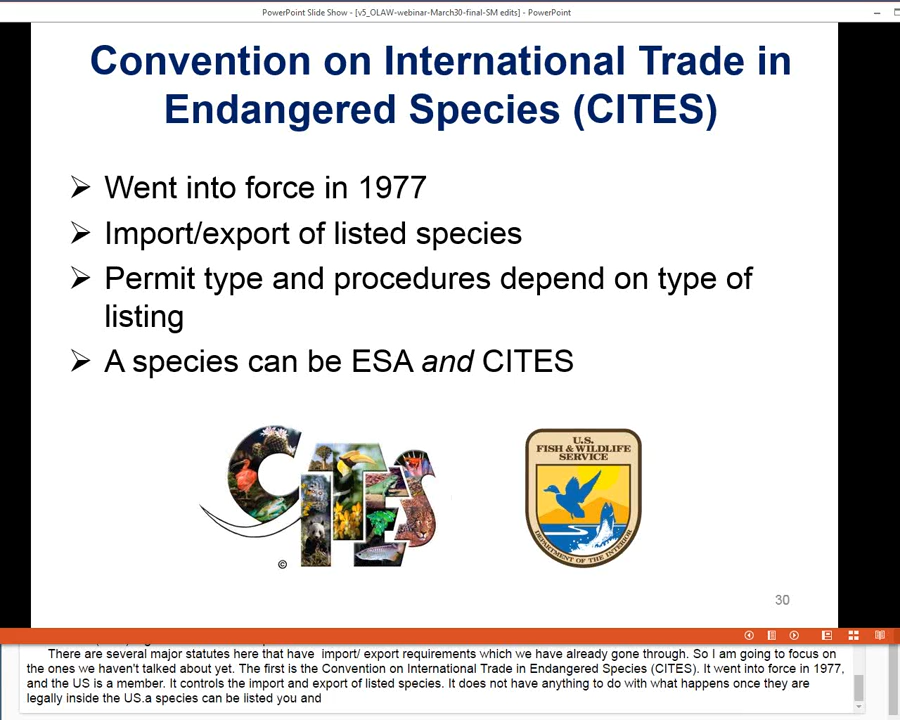 PowerPoint Slide Show - [v5_OLAW-webinar-March30-final-SM edits] - PowerPoint
Convention on International Trade in
Endangered Species (CITES)
➢ Went into force in 1977
➢ Import/export of listed species
➢ Permit type and procedures depend on type of
listing
➢ A species can be ESA and CITES
CITES
©
U.S.
FISH & WILDLIFE
SERVICE
DEPARTMENT OF THE INTERIOR
30
There are several major statutes here that have  import/ export requirements which we have already gone through. So I am going to focus on
the ones we haven't talked about yet. The first is the Convention on International Trade in Endangered Species (CITES). It went into force in 1977,
and the US is a member. It controls the import and export of listed species. It does not have anything to do with what happens once they are
legally inside the US.a species can be listed you and